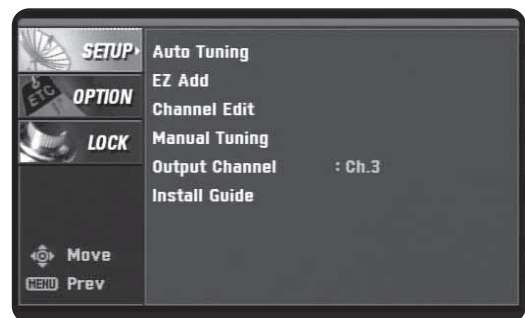 SETUP
ETC OPTION
LOCK
Auto Tuning
EZ Add
Channel Edit
Manual Tuning
Output Channel : Ch.3
Install Guide
Move
MENU Prev